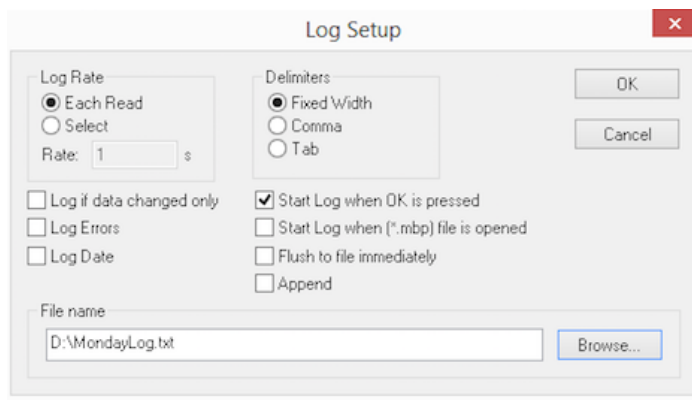 Log Setup
Log Rate
Each Read
Select
Rate: 1 s
Delimiters
Fixed Width
Comma
Tab
OK
Cancel
Log if data changed only
Log Errors
Log Date
Start Log when OK is pressed
Start Log when (*.mbp) file is opened
Flush to file immediately
Append
File name
D:\MondayLog.txt
Browse...